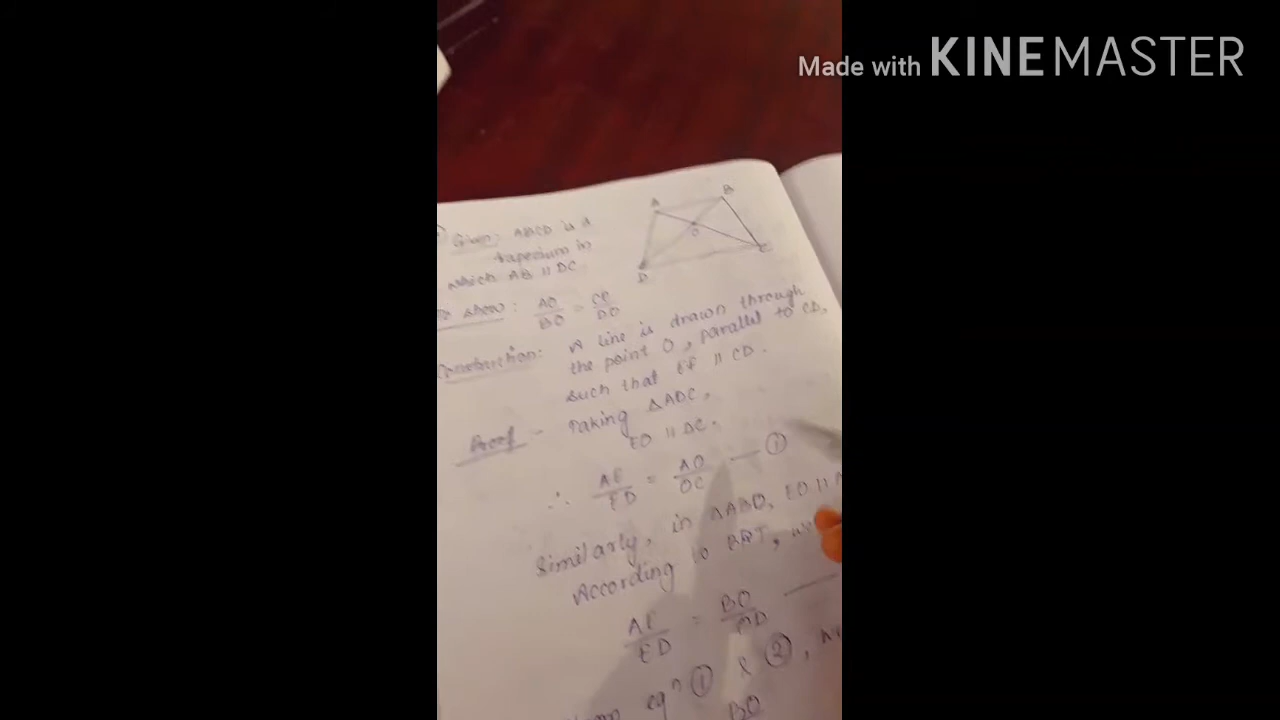 Made with KINEMASTER
A B
O
D C
Given: ABCD is a
trapezium in
which AB || DC.
To show: AO/BO = CO/DO
Construction: A line is drawn through
the point O, parallel to CD,
such that EF || CD.
Proof - Taking △ADC,
EO || DC.
∴ AE/ED = AO/OC — ①
Similarly, in △ABD, EO ||
According to BPT,
AE/ED = BO/OD —
eqⁿ ① & ②,
BO